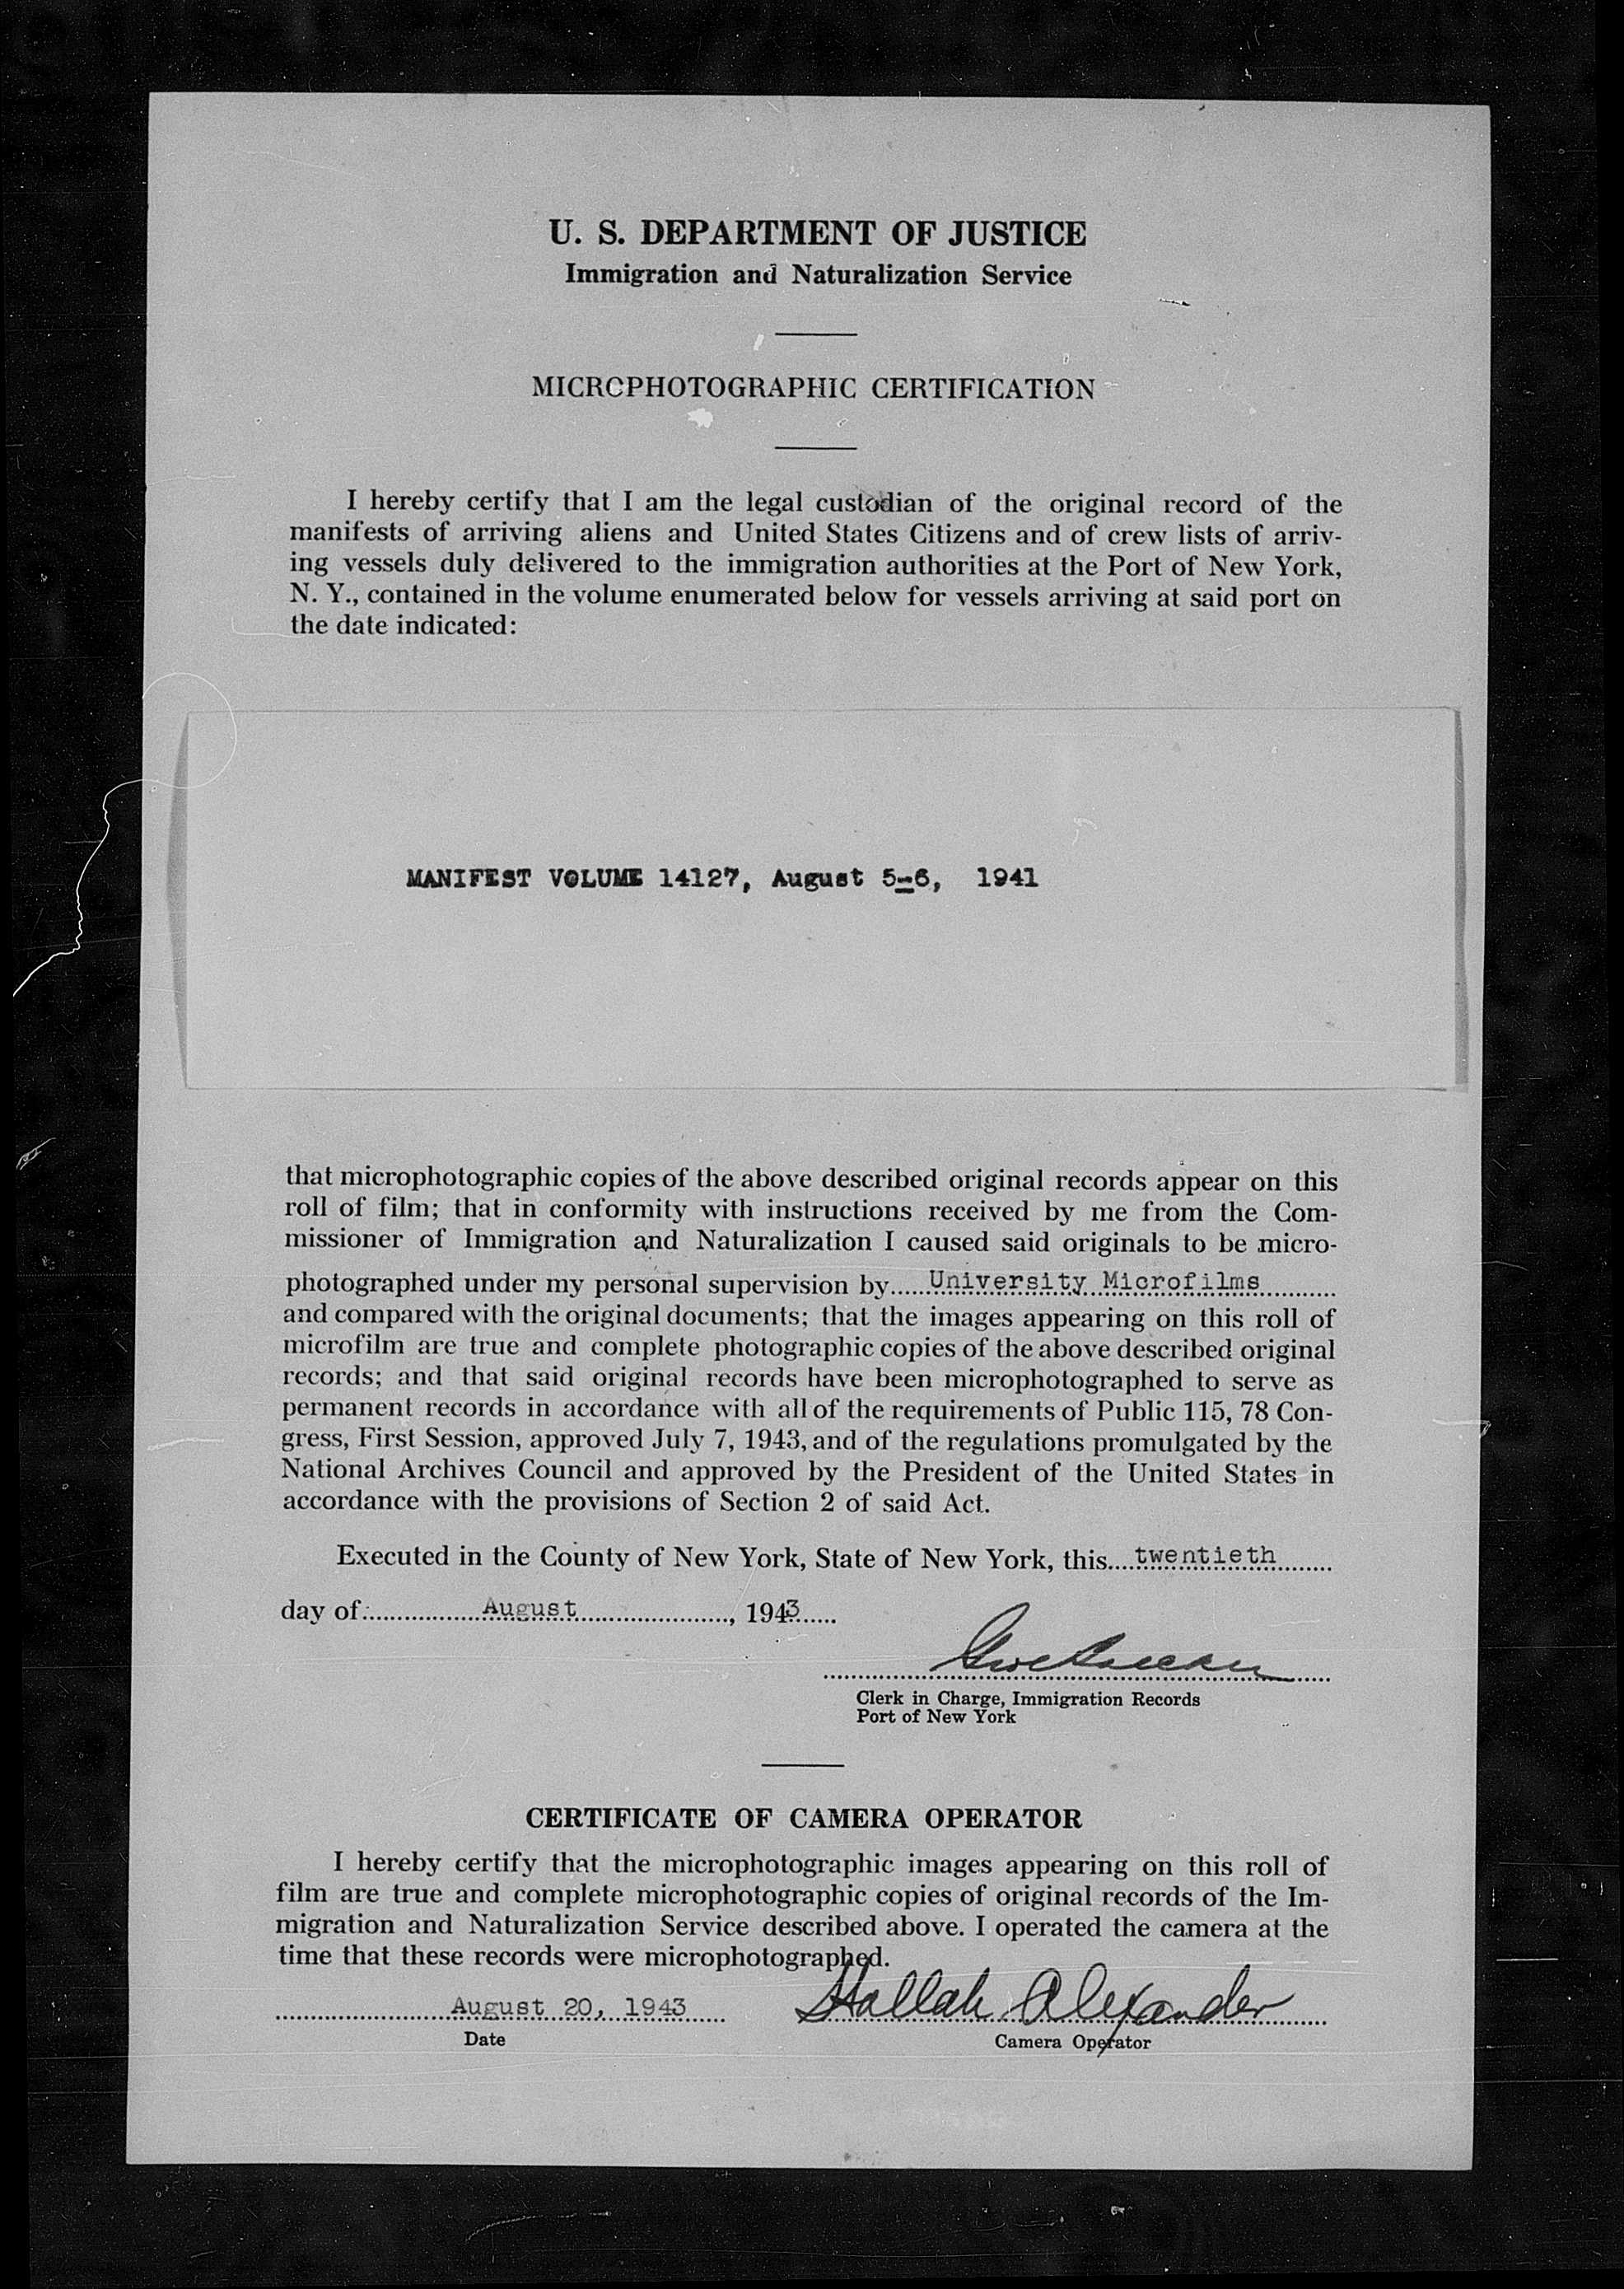 U. S. DEPARTMENT OF JUSTICE
Immigration and Naturalization Service
MICROPHOTOGRAPHIC CERTIFICATION
I hereby certify that I am the legal custodian of the original record of the
manifests of arriving aliens and United States Citizens and of crew lists of arriv-
ing vessels duly delivered to the immigration authorities at the Port of New York,
N. Y., contained in the volume enumerated below for vessels arriving at said port on
the date indicated:
MANIFEST VOLUME 14127, August 5-6, 1941
that microphotographic copies of the above described original records appear on this
roll of film; that in conformity with instructions received by me from the Com-
missioner of Immigration and Naturalization I caused said originals to be micro-
photographed under my personal supervision by University Microfilms
and compared with the original documents; that the images appearing on this roll of
microfilm are true and complete photographic copies of the above described original
records; and that said original records have been microphotographed to serve as
permanent records in accordance with all of the requirements of Public 115, 78 Con-
gress, First Session, approved July 7, 1943, and of the regulations promulgated by the
National Archives Council and approved by the President of the United States in
accordance with the provisions of Section 2 of said Act.
Executed in the County of New York, State of New York, this twentieth
day of August, 1943
Clerk in Charge, Immigration Records
Port of New York
CERTIFICATE OF CAMERA OPERATOR
I hereby certify that the microphotographic images appearing on this roll of
film are true and complete microphotographic copies of original records of the Im-
migration and Naturalization Service described above. I operated the camera at the
time that these records were microphotographed.
August 20, 1943 Hallah Alexander
Date Camera Operator